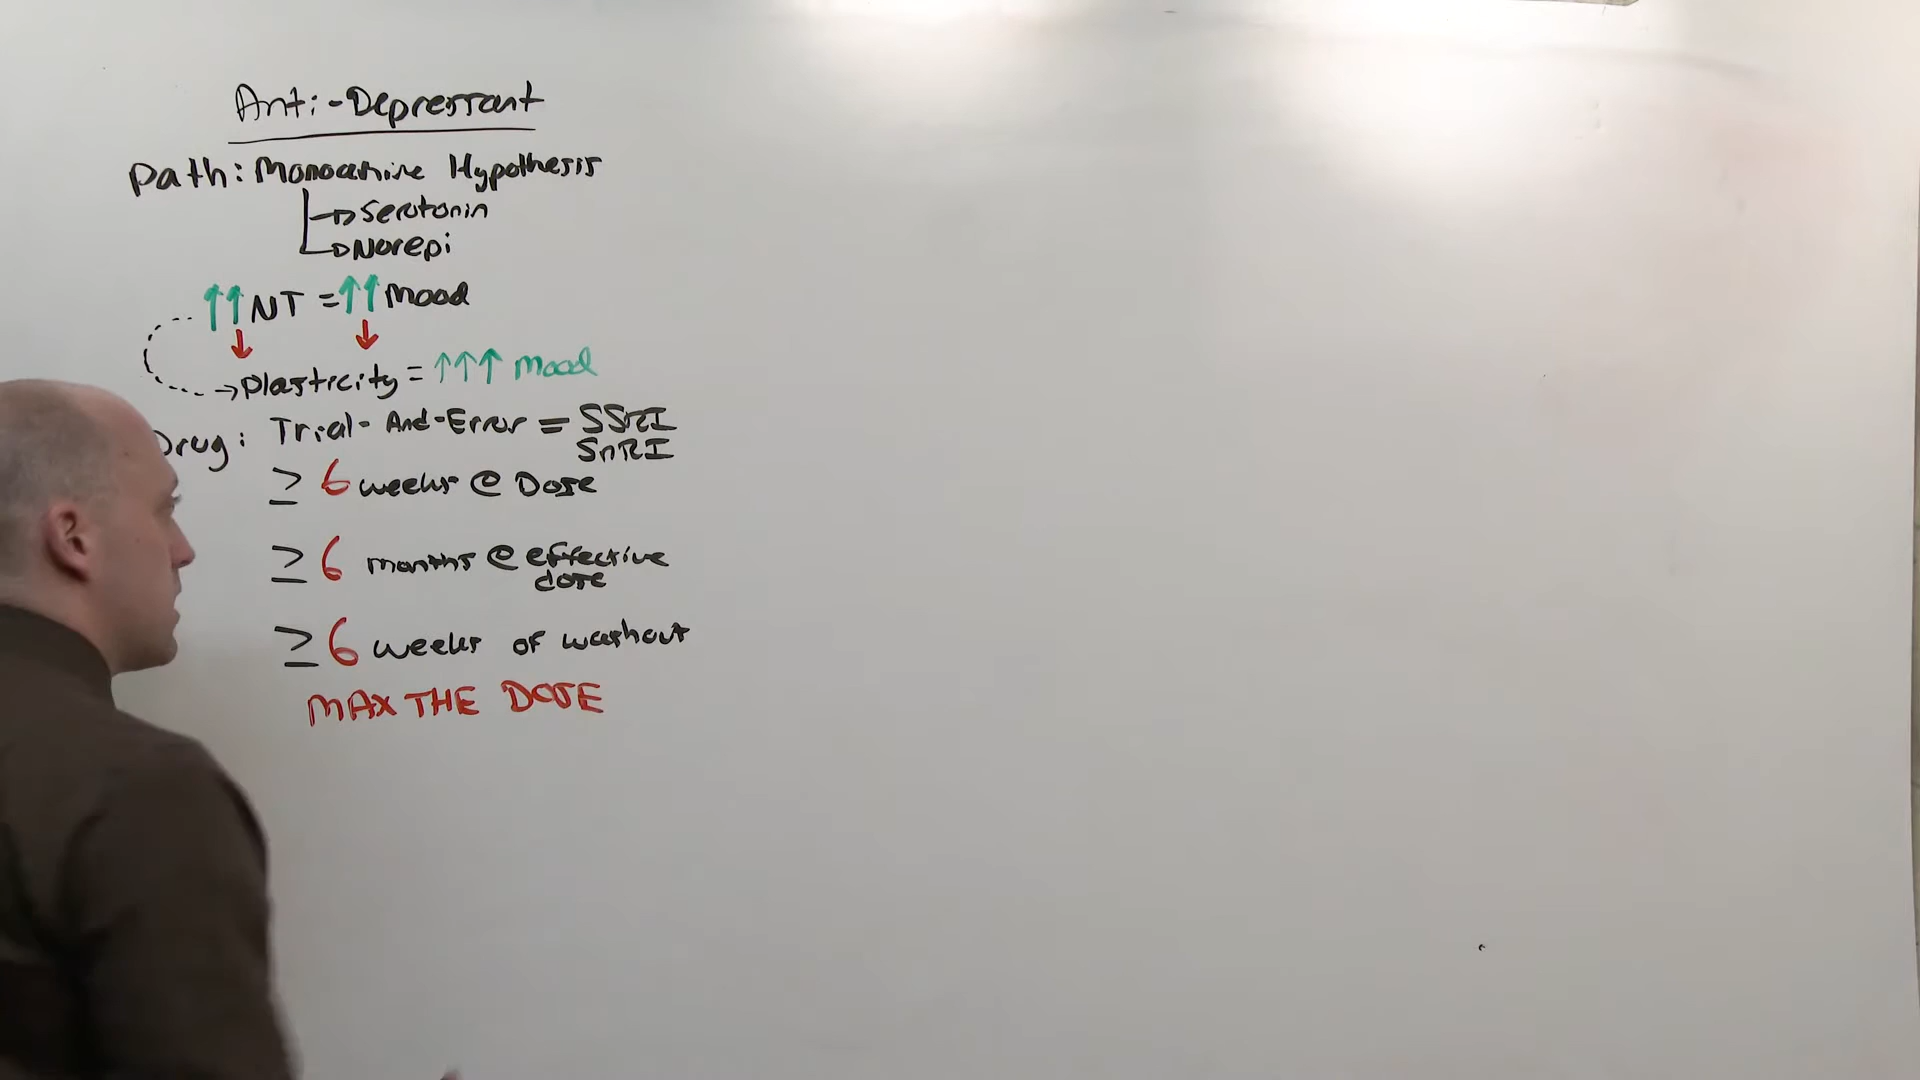 Anti-Depressant
Path: Monoamine Hypothesis
→ Serotonin
→ Norepi
↑↑ NT = ↑↑ Mood
↓ ↓
→ Plasticity = ↑↑↑ Mood
Drug: Trial-And-Error = SSRI
SnRI
≥ 6 weeks @ Dose
≥ 6 months @ effective
dose
≥ 6 weeks of washout
MAX THE DOSE